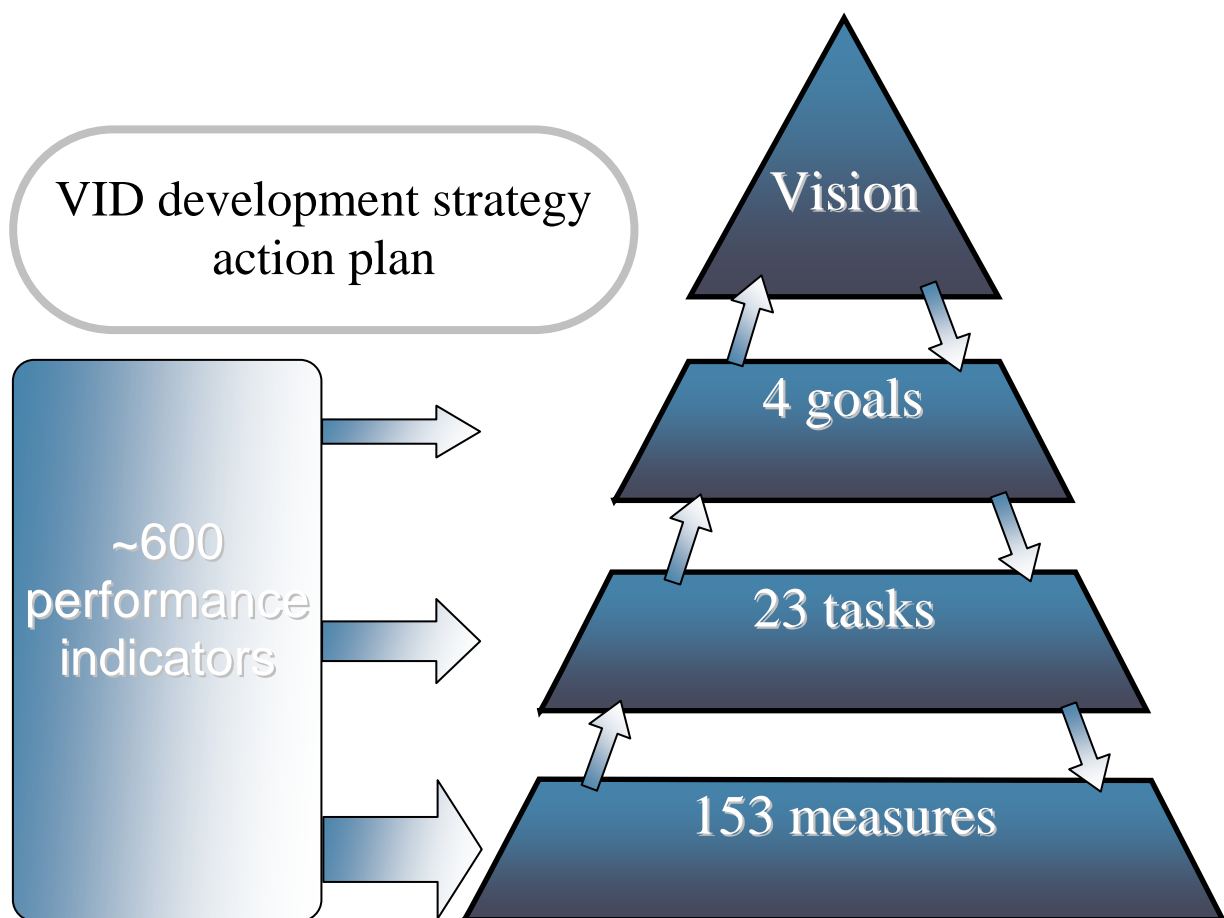 VID development strategy
action plan
Vision
4 goals
23 tasks
153 measures
~600
performance
indicators